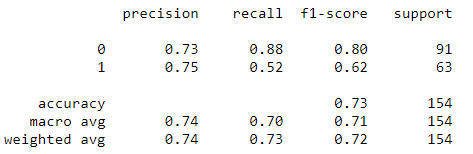 precision recall f1-score support
0 0.73 0.88 0.80 91
1 0.75 0.52 0.62 63
accuracy 0.73 154
macro avg 0.74 0.70 0.71 154
weighted avg 0.74 0.73 0.72 154